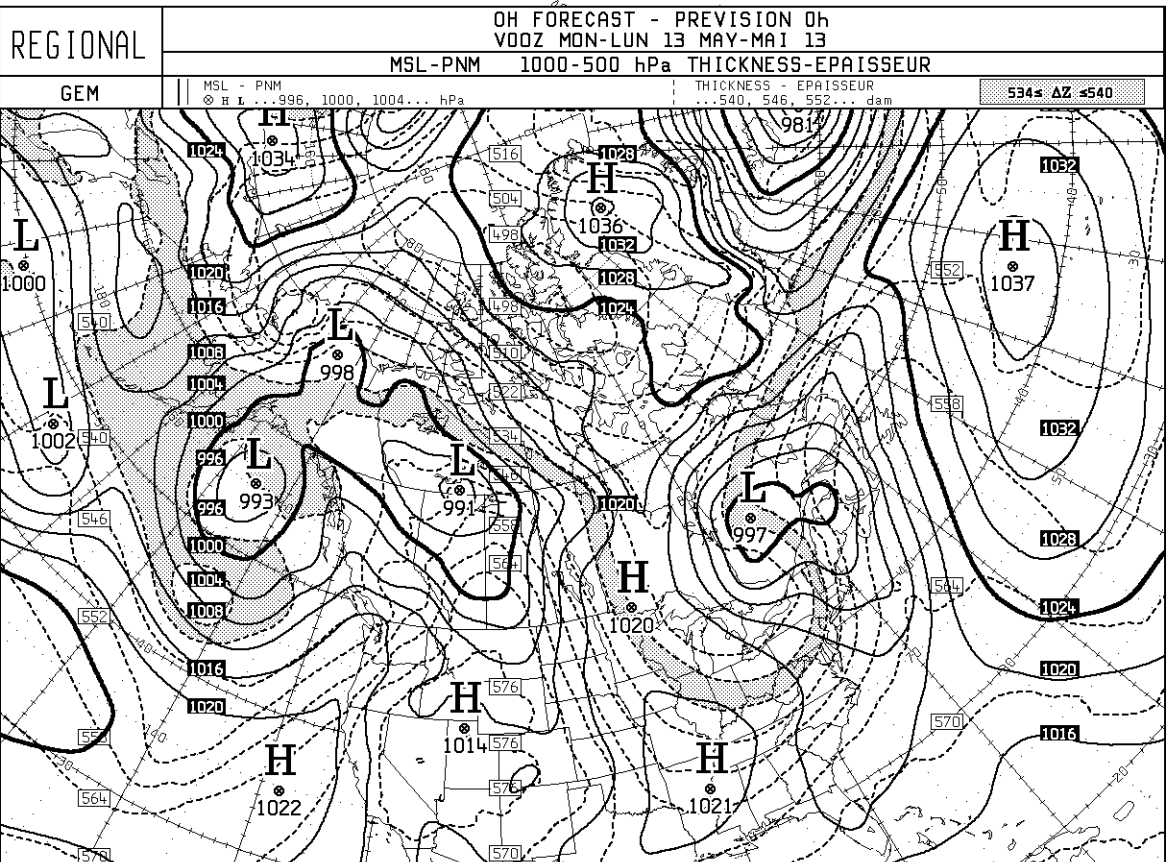 REGIONAL
GEM
0H FORECAST - PREVISION 0h
V00Z MON-LUN 13 MAY-MAI 13
MSL-PNM 1000-500 hPa THICKNESS-EPAISSEUR
MSL - PNM
⊗ H L ...996, 1000, 1004... hPa
THICKNESS - EPAISSEUR
...540, 546, 552... dam
534≤ ΔZ ≤540
H
1034
981
1024
516
1028
1032
H
1036
504
498
1032
H
1037
L
1000
1020
1028
552
1016
498
1024
180
540
L
998
1008
510
1004
522
558
L
1002
1000
1032
540
534
L
993
996
L
991
546
L
997
1020
996
546
558
1000
1028
1004
564
H
1020
564
1008
1024
552
1016
1020
576
1020
H
1014
570
140
558
576
1016
H
1022
564
576
H
1021
570
570